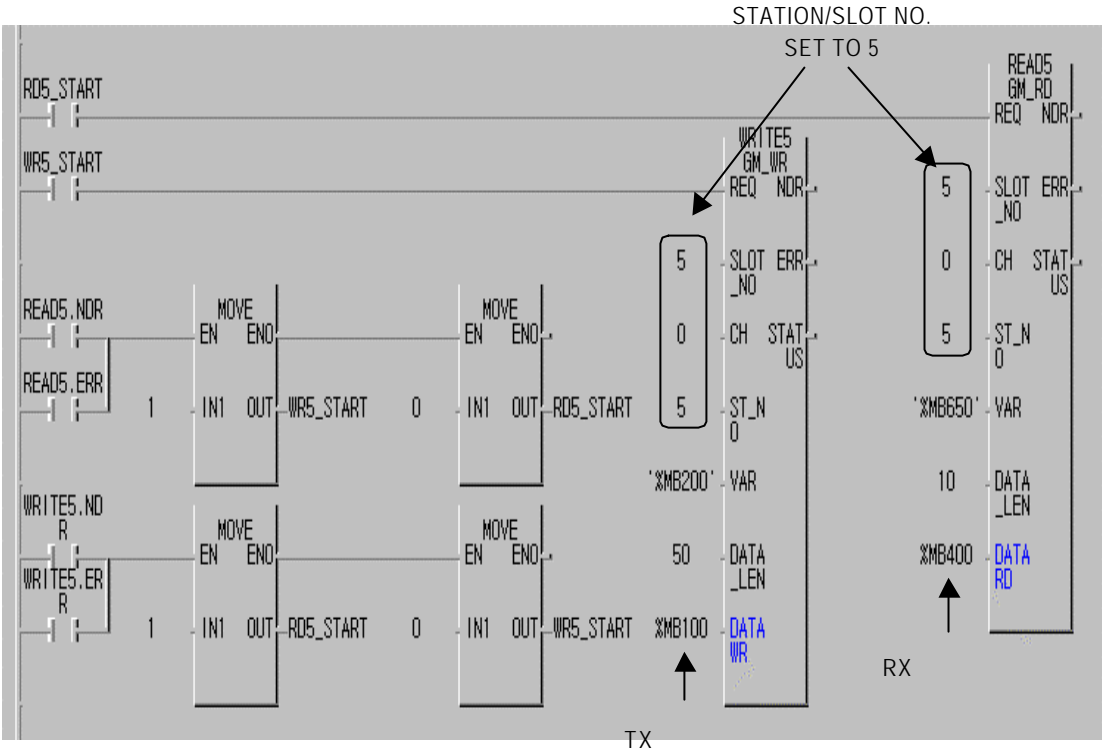 STATION/SLOT NO.
SET TO 5
RD5_START
READ5
GM_RD
REQ NDR
WR5_START
WRITE5
GM_WR
REQ NDR
5 SLOT ERR
_NO
5 SLOT ERR
_NO
0 CH STAT
US
READ5.NDR
MOVE
EN ENO
MOVE
EN ENO
0 CH STAT
US
5 ST_N
O
READ5.ERR
1 IN1 OUT WR5_START 0 IN1 OUT RD5_START
5 ST_N
O
'%MB650' VAR
'%MB200' VAR
10 DATA
_LEN
WRITE5.ND
R
MOVE
EN ENO
MOVE
EN ENO
50 DATA
_LEN
%MB400 DATA
RD
WRITE5.ER
R
1 IN1 OUT RD5_START 0 IN1 OUT WR5_START
%MB100 DATA
WR
RX
TX